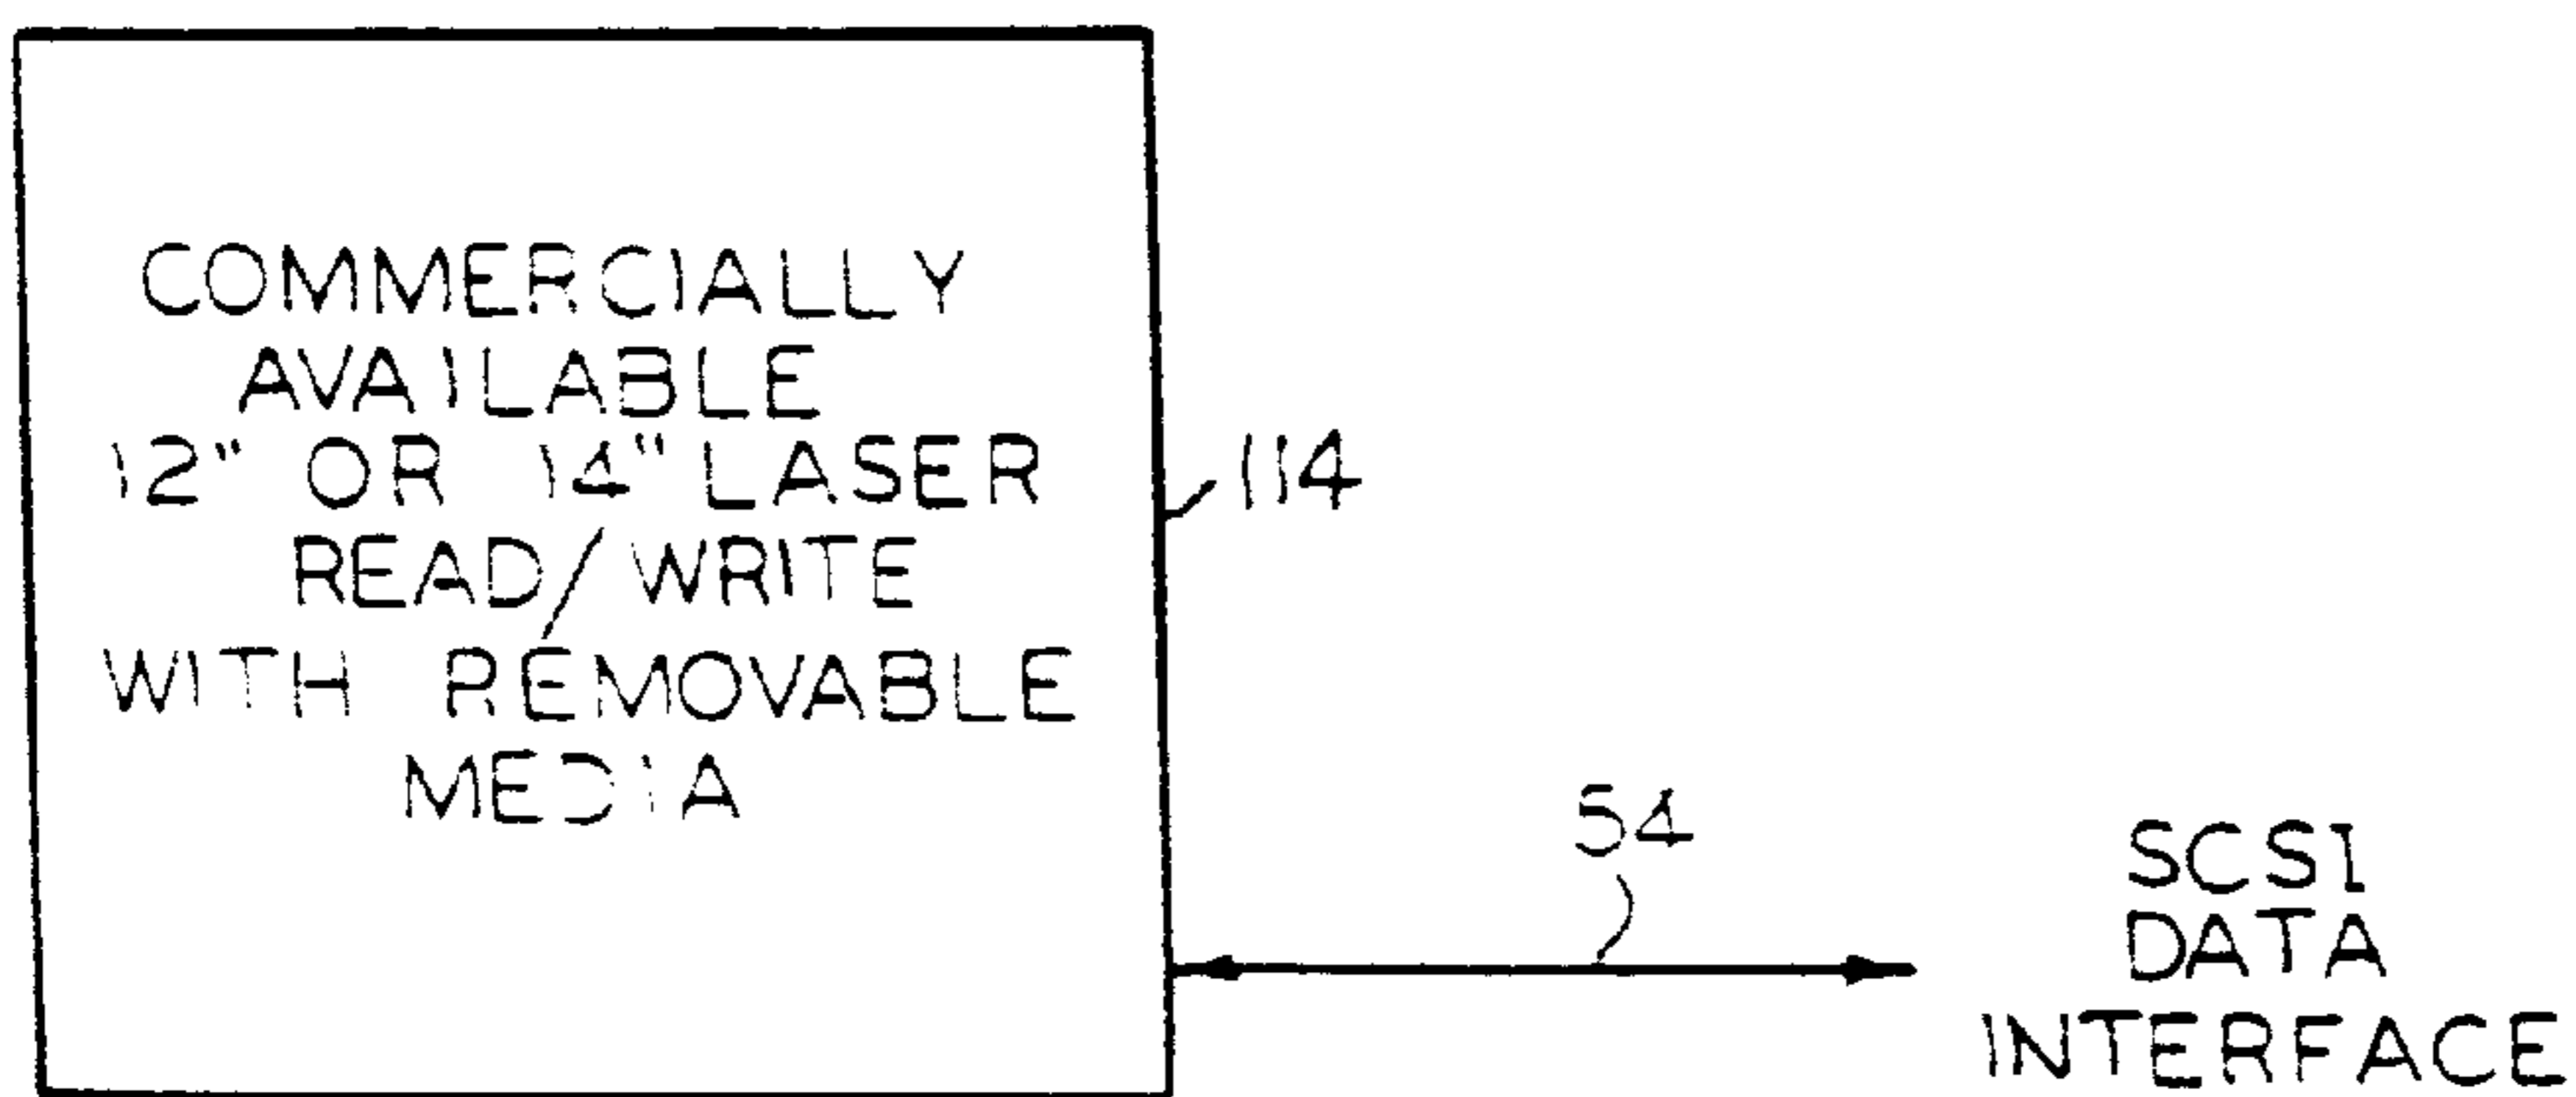 COMMERCIALLY
AVAILABLE
12" OR 14" LASER
READ/WRITE
WITH REMOVABLE
MEDIA
114
54
SCSI
DATA
INTERFACE